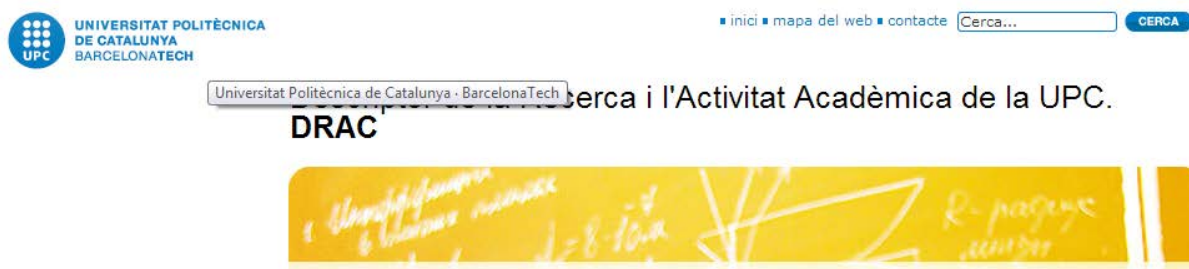 UNIVERSITAT POLITÈCNICA
DE CATALUNYA
BARCELONATECH
UPC
inici mapa del web contacte Cerca... CERCA
Universitat Politècnica de Catalunya · BarcelonaTech
la i l'Activitat Acadèmica de la UPC.
DRAC